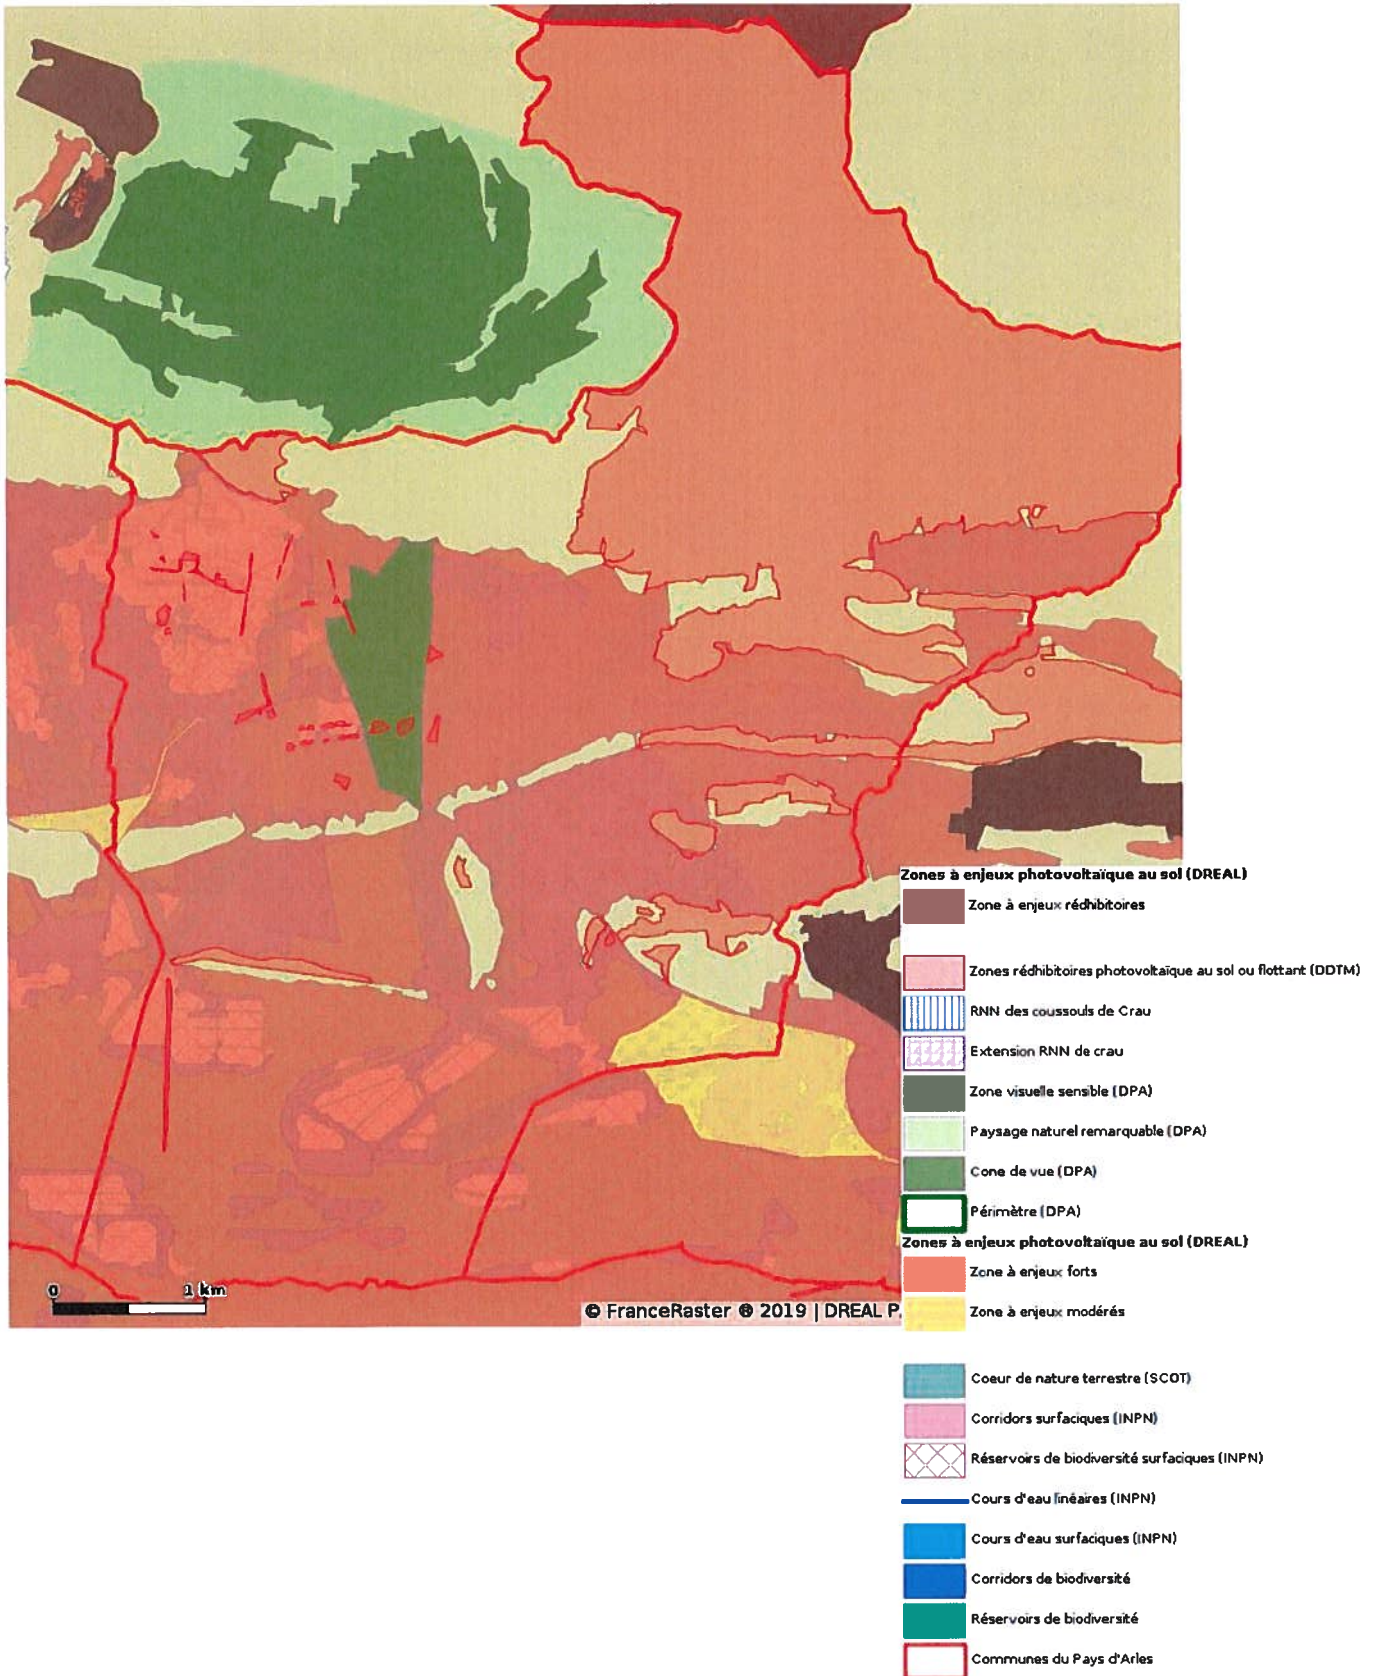 Zones à enjeux photovoltaïque au sol (DREAL)
Zone à enjeux rédhibitoires
Zones rédhibitoires photovoltaïque au sol ou flottant (DDTM)
RNN des coussouls de Crau
Extension RNN de crau
Zone visuelle sensible (DPA)
Paysage naturel remarquable (DPA)
Cone de vue (DPA)
Périmètre (DPA)
Zones à enjeux photovoltaïque au sol (DREAL)
Zone à enjeux forts
Zone à enjeux modérés
0 1 km
© FranceRaster ® 2019 | DREAL P.
Coeur de nature terrestre (SCOT)
Corridors surfaciques (INPN)
Réservoirs de biodiversité surfaciques (INPN)
Cours d'eau linéaires (INPN)
Cours d'eau surfaciques (INPN)
Corridors de biodiversité
Réservoirs de biodiversité
Communes du Pays d'Arles